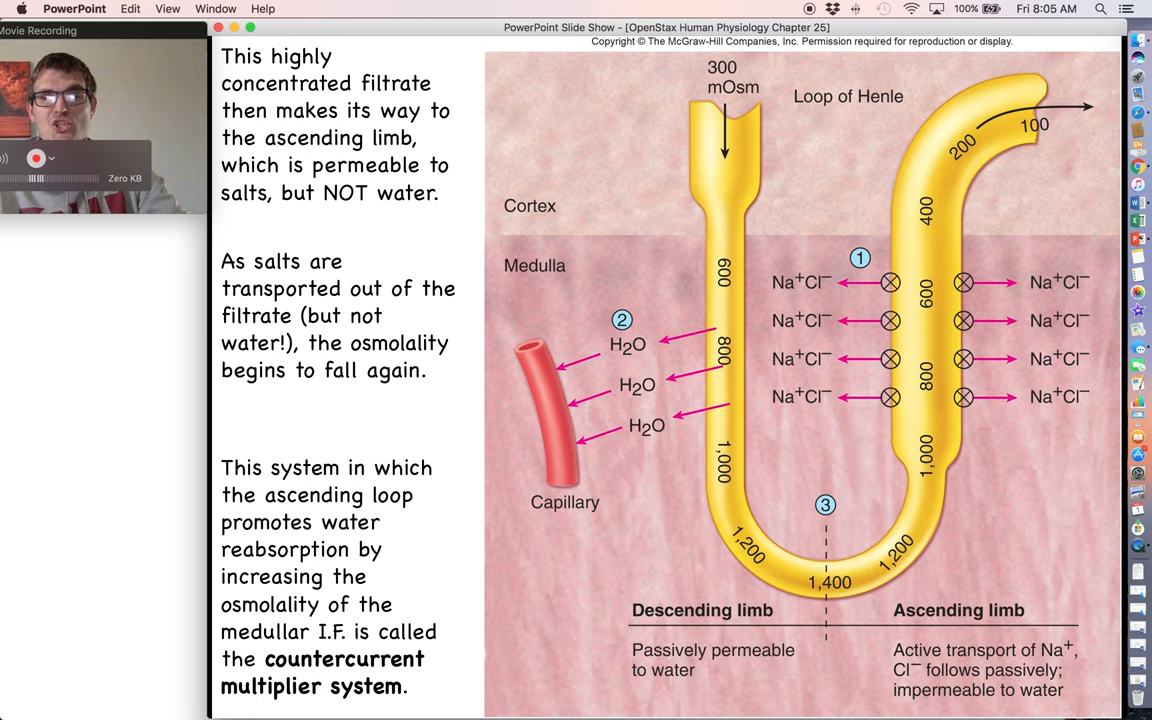 PowerPoint Edit View Window Help 100% Fri 8:05 AM
Movie Recording
PowerPoint Slide Show - [OpenStax Human Physiology Chapter 25]
Zero KB
Copyright © The McGraw-Hill Companies, Inc. Permission required for reproduction or display.
This highly
concentrated filtrate
then makes its way to
the ascending limb,
which is permeable to
salts, but NOT water.
As salts are
transported out of the
filtrate (but not
water!), the osmolality
begins to fall again.
This system in which
the ascending loop
promotes water
reabsorption by
increasing the
osmolality of the
medullar I.F. is called
the countercurrent
multiplier system.
300
mOsm
Loop of Henle
100
200
Cortex
400
Medulla
1
600
Na⁺Cl⁻
600
Na⁺Cl⁻
2
Na⁺Cl⁻
Na⁺Cl⁻
H₂O
800
Na⁺Cl⁻
800
Na⁺Cl⁻
H₂O
Na⁺Cl⁻
Na⁺Cl⁻
H₂O
1,000
1,000
Capillary
3
1,200
1,200
1,400
Descending limb
Passively permeable
to water
Ascending limb
Active transport of Na⁺,
Cl⁻ follows passively;
impermeable to water